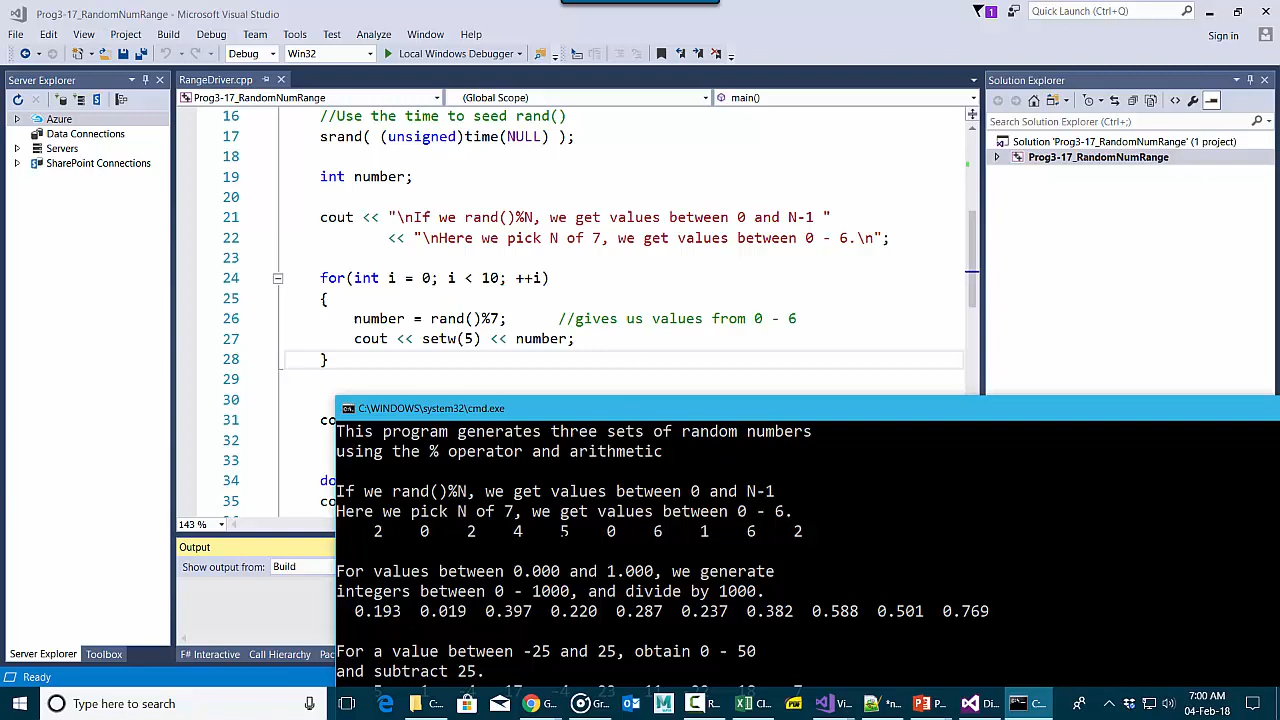 Prog3-17_RandomNumRange - Microsoft Visual Studio
1
Quick Launch (Ctrl+Q)
File Edit View Project Build Debug Team Tools Test Analyze Window Help
Sign in
Debug Win32 Local Windows Debugger
Server Explorer
Azure
Data Connections
Servers
SharePoint Connections
RangeDriver.cpp
Prog3-17_RandomNumRange (Global Scope) main()
16 //Use the time to seed rand()
17 srand( (unsigned)time(NULL) );
18
19 int number;
20
21 cout << "\nIf we rand()%N, we get values between 0 and N-1 "
22 << "\nHere we pick N of 7, we get values between 0 - 6.\n";
23
24 for(int i = 0; i < 10; ++i)
25 {
26 number = rand()%7; //gives us values from 0 - 6
27 cout << setw(5) << number;
28 }
29
30
31 co
32
33
34 do
35 co
143 %
Output
Show output from: Build
Solution Explorer
Search Solution Explorer (Ctrl+;)
Solution 'Prog3-17_RandomNumRange' (1 project)
Prog3-17_RandomNumRange
C:\WINDOWS\system32\cmd.exe
This program generates three sets of random numbers
using the % operator and arithmetic
If we rand()%N, we get values between 0 and N-1
Here we pick N of 7, we get values between 0 - 6.
2 0 2 4 5 0 6 1 6 2
For values between 0.000 and 1.000, we generate
integers between 0 - 1000, and divide by 1000.
0.193 0.019 0.397 0.220 0.287 0.237 0.382 0.588 0.501 0.769
For a value between -25 and 25, obtain 0 - 50
and subtract 25.
Server Explorer Toolbox
F# Interactive Call Hierarchy Pac
Ready
Type here to search
7:00 AM
04-Feb-18